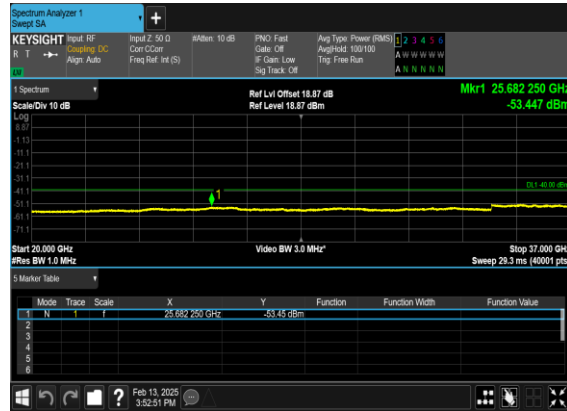 Spectrum Analyzer 1
Swept SA
+
KEYSIGHT Input: RF Input Z: 50 Ω #Atten: 10 dB PNO: Fast Avg Type: Power (RMS) 1 2 3 4 5 6
R T Coupling: DC Corr CCorr Gate: Off Avg|Hold: 100/100 A W W W W W
Align: Auto Freq Ref: Int (S) IF Gain: Low Trig: Free Run
Sig Track: Off A N N N N N
1 Spectrum Ref Lvl Offset 18.87 dB Mkr1 25.682 250 GHz
Scale/Div 10 dB Ref Level 18.87 dBm -53.447 dBm
Log
8.87
-1.13
-11.1
-21.1
-31.1
-41.1 DL1 -40.00 dBm
1
-51.1
-61.1
-71.1
Start 20.000 GHz Video BW 3.0 MHz* Stop 37.000 GHz
#Res BW 1.0 MHz Sweep 29.3 ms (40001 pts)
5 Marker Table
Mode Trace Scale X Y Function Function Width Function Value
1 N 1 f 25.682 250 GHz -53.45 dBm
2
3
4
5
6
? Feb 13, 2025
3:52:51 PM